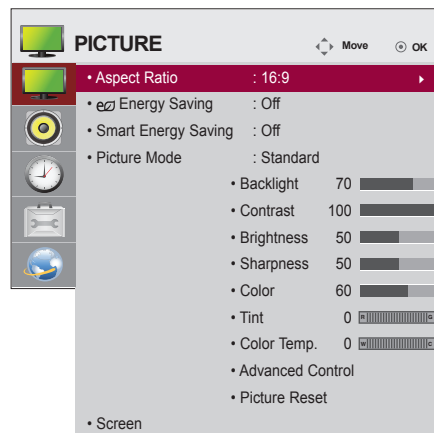 PICTURE Move OK
• Aspect Ratio : 16:9
• Energy Saving : Off
• Smart Energy Saving : Off
• Picture Mode : Standard
• Backlight 70
• Contrast 100
• Brightness 50
• Sharpness 50
• Color 60
• Tint 0 R G
• Color Temp. 0 W C
• Advanced Control
• Picture Reset
• Screen